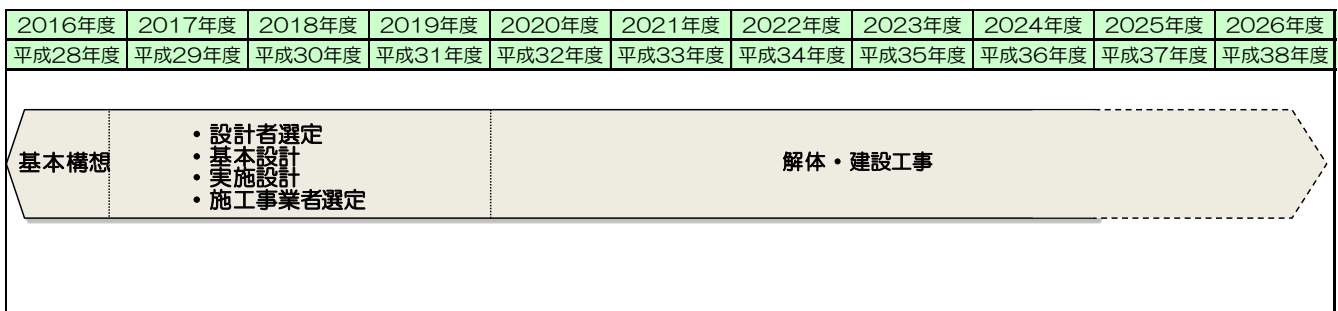 2016年度 2017年度 2018年度 2019年度 2020年度 2021年度 2022年度 2023年度 2024年度 2025年度 2026年度
平成28年度 平成29年度 平成30年度 平成31年度 平成32年度 平成33年度 平成34年度 平成35年度 平成36年度 平成37年度 平成38年度
基本構想
・設計者選定
・基本設計
・実施設計
・施工事業者選定
解体・建設工事